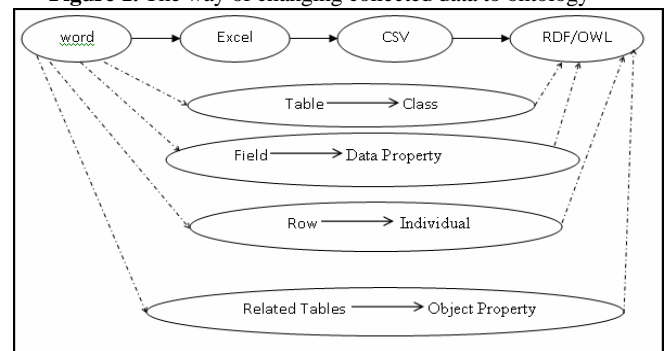 Figure 2. The way of changing collected data to ontology
word Excel CSV RDF/OWL
Table Class
Field Data Property
Row Individual
Related Tables Object Property